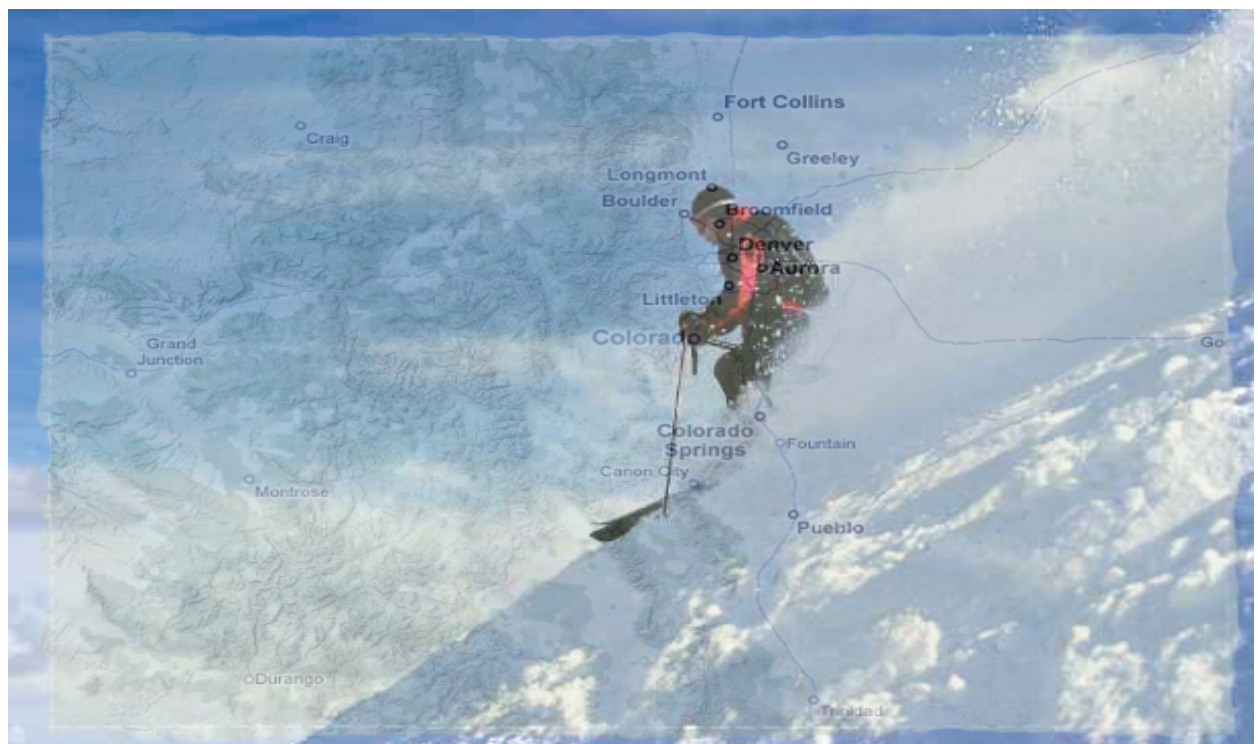 Fort Collins
Craig
Greeley
Longmont
Boulder
Broomfield
Denver
Aurora
Littleton
Colorado
Grand
Junction
Go
Colorado
Springs
Fountain
Canon City
Montrose
Pueblo
Durango
Trinidad